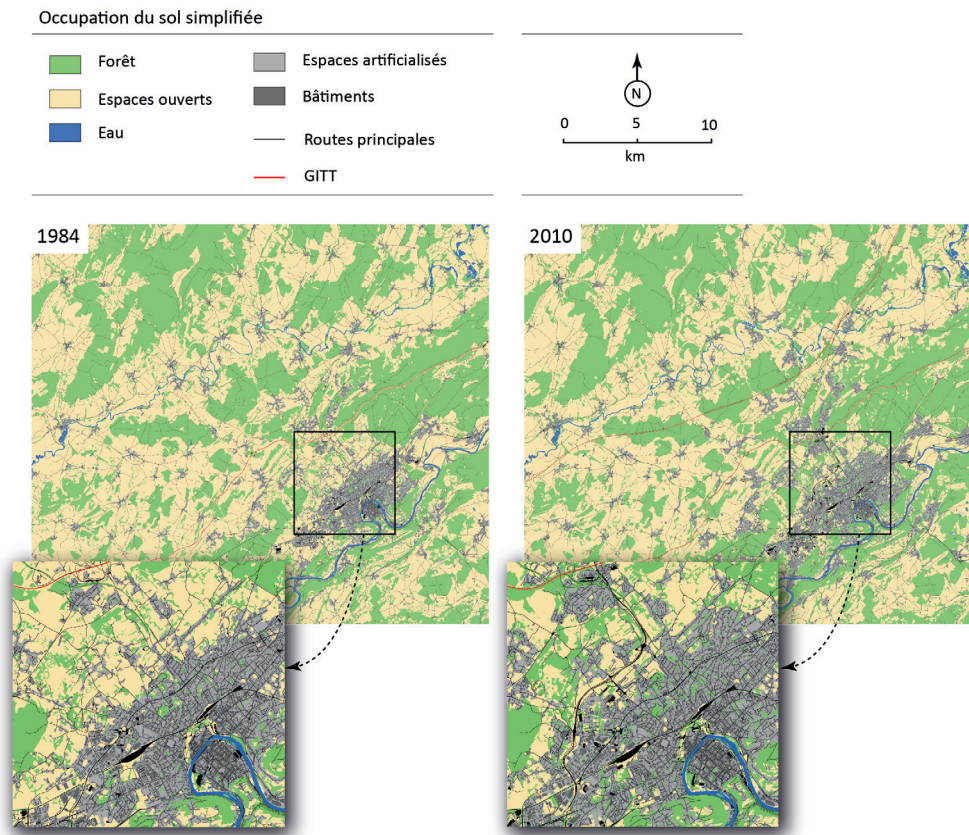 Occupation du sol simplifiée
Forêt
Espaces ouverts
Eau
Espaces artificialisés
Bâtiments
Routes principales
GITT
N
0 5 10
km
1984
2010